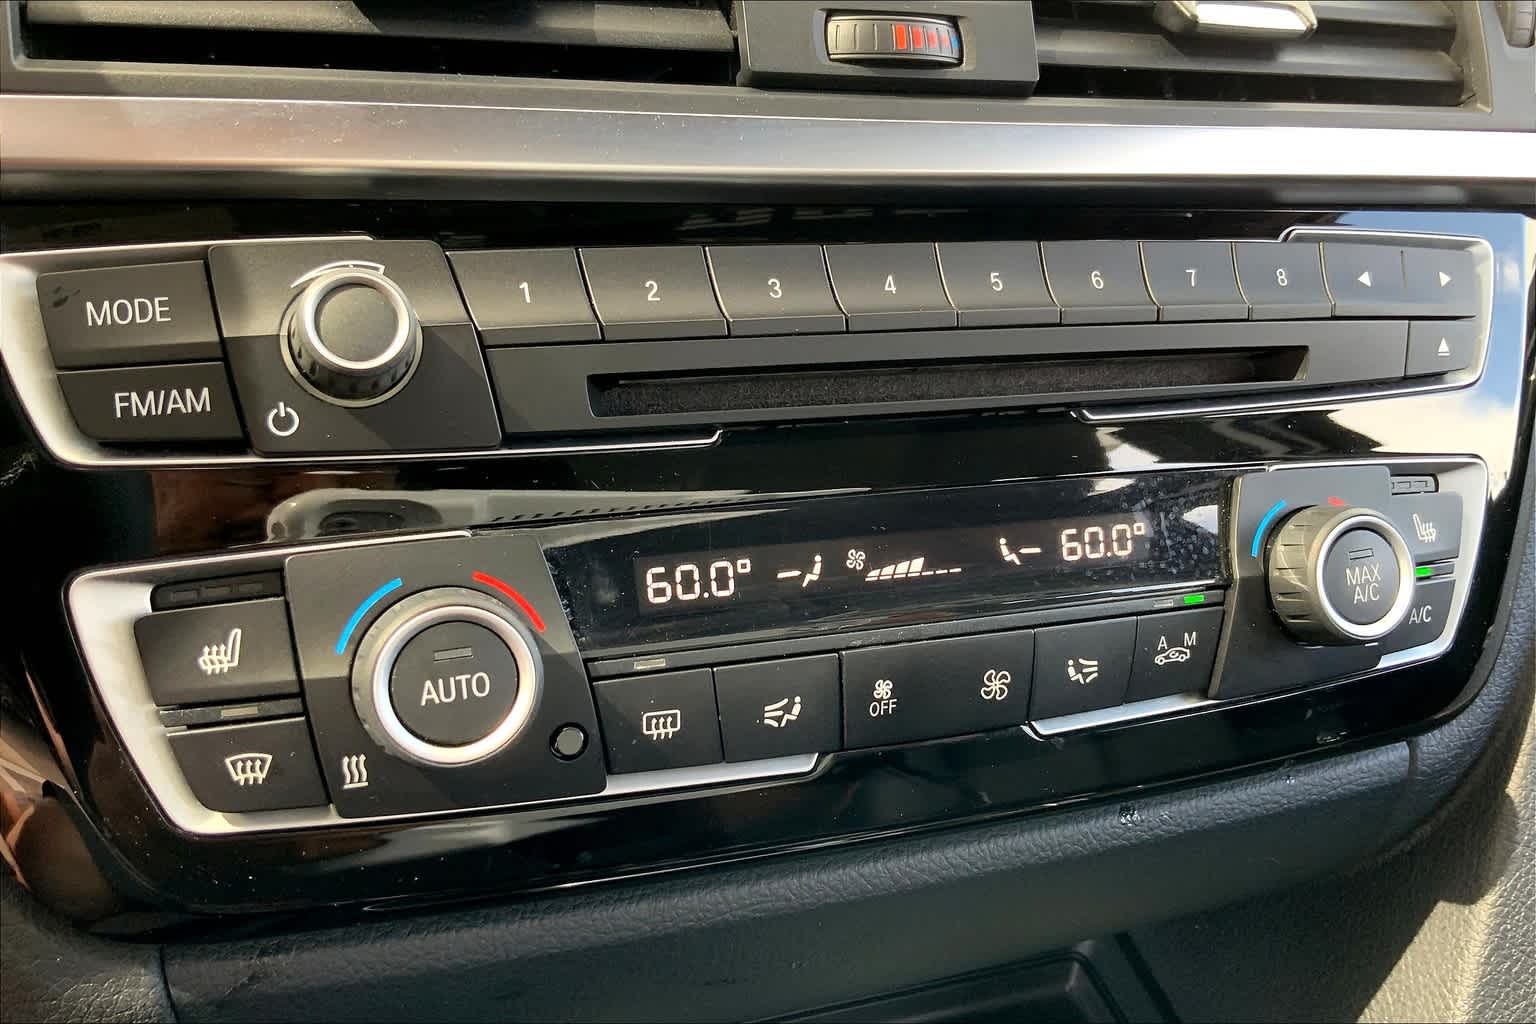 MODE
1 2 3 4 5 6 7 8
FM/AM
60.0° 60.0°
MAX
A/C
A/C
AUTO
OFF
A M